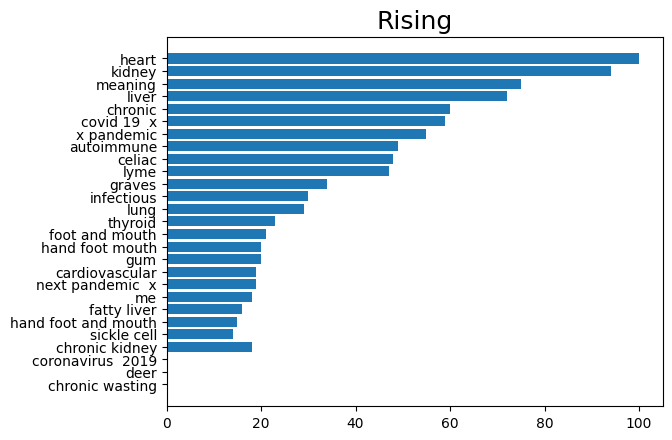 Rising
heart
kidney
meaning
liver
chronic
covid 19  x
x pandemic
autoimmune
celiac
lyme
graves
infectious
lung
thyroid
foot and mouth
hand foot mouth
gum
cardiovascular
next pandemic  x
me
fatty liver
hand foot and mouth
sickle cell
chronic kidney
coronavirus  2019
deer
chronic wasting
0 20 40 60 80 100